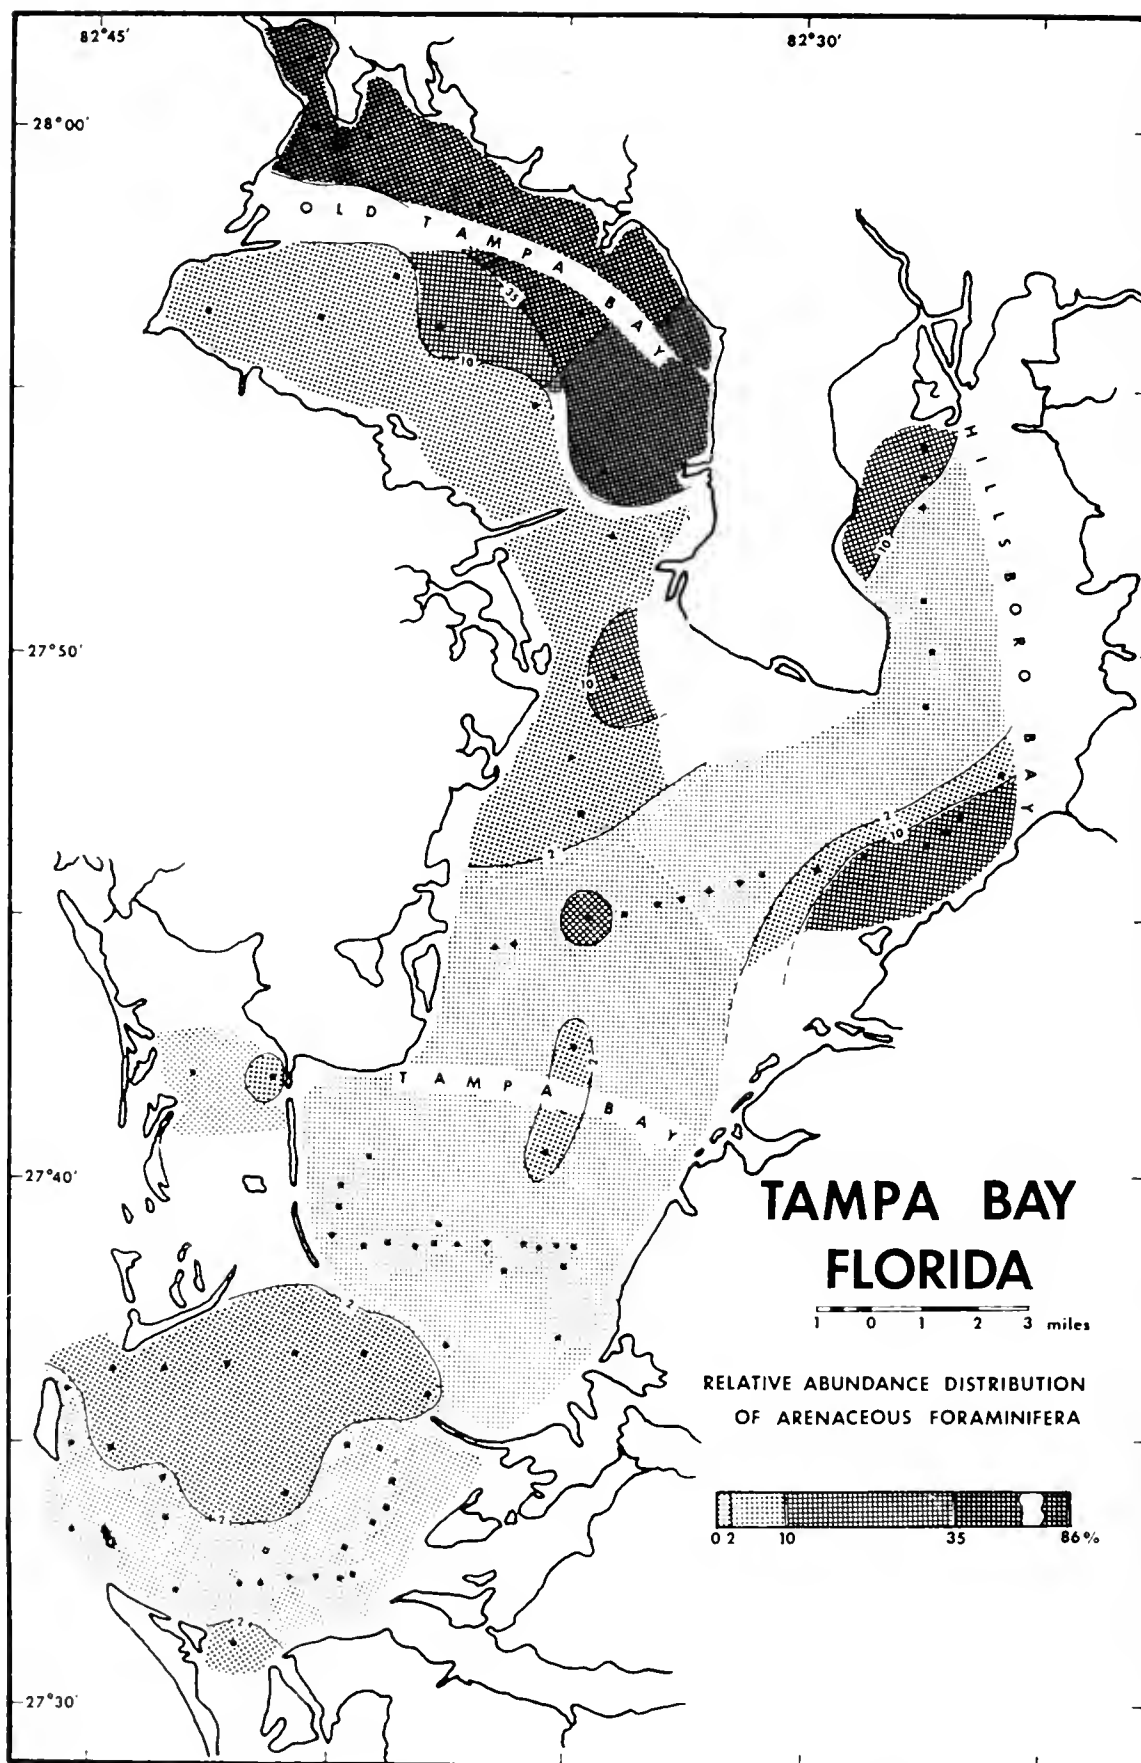 82°45'
82°30'
28°00'
OLD TAMPA BAY
35
10
HILLSBORO BAY
10
27°50'
10
2
2
10
2
TAMPA BAY
27°40'
TAMPA BAY
FLORIDA
1 0 1 2 3 miles
2
RELATIVE ABUNDANCE DISTRIBUTION
OF ARENACEOUS FORAMINIFERA
0 2 10 35 86%
2
2
27°30'